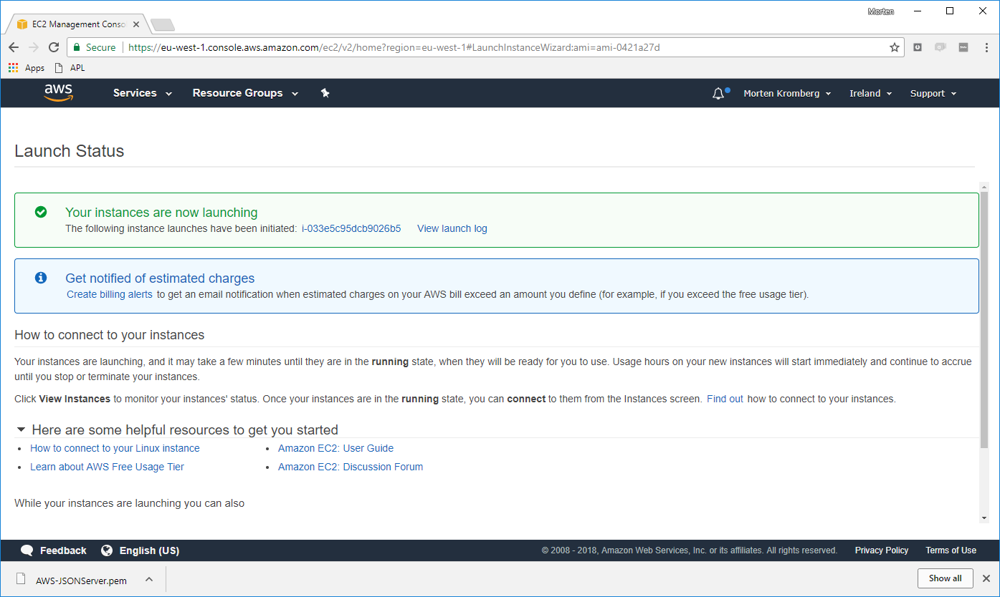 Morten
EC2 Management Conso
Secure https://eu-west-1.console.aws.amazon.com/ec2/v2/home?region=eu-west-1#LaunchInstanceWizard:ami=ami-0421a27d
Apps APL
aws Services Resource Groups Morten Kromberg Ireland Support
Launch Status
Your instances are now launching
The following instance launches have been initiated: i-033e5c95dcb9026b5 View launch log
Get notified of estimated charges
Create billing alerts to get an email notification when estimated charges on your AWS bill exceed an amount you define (for example, if you exceed the free usage tier).
How to connect to your instances
Your instances are launching, and it may take a few minutes until they are in the running state, when they will be ready for you to use. Usage hours on your new instances will start immediately and continue to accrue
until you stop or terminate your instances.
Click View Instances to monitor your instances' status. Once your instances are in the running state, you can connect to them from the Instances screen. Find out how to connect to your instances.
Here are some helpful resources to get you started
• How to connect to your Linux instance • Amazon EC2: User Guide
• Learn about AWS Free Usage Tier • Amazon EC2: Discussion Forum
While your instances are launching you can also
Feedback English (US) © 2008 - 2018, Amazon Web Services, Inc. or its affiliates. All rights reserved. Privacy Policy Terms of Use
AWS-JSONServer.pem Show all